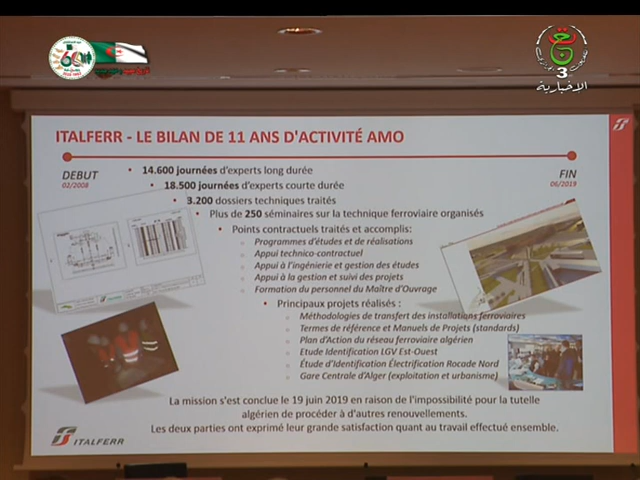 60
3
الإخبارية
ITALFERR - LE BILAN DE 11 ANS D'ACTIVITÉ AMO
DEBUT
02/2008
FIN
06/2019
• 14.600 journées d'experts long durée
• 18.500 journées d'experts courte durée
• 3.200 dossiers techniques traités
• Plus de 250 séminaires sur la technique ferroviaire organisés
• Points contractuels traités et accomplis:
o Programmes d'études et de réalisations
o Appui technico-contractuel
o Appui à l'ingénierie et gestion des études
o Appui à la gestion et suivi des projets
o Formation du personnel du Maître d'Ouvrage
• Principaux projets réalisés :
o Méthodologies de transfert des installations ferroviaires
o Termes de référence et Manuels de Projets (standards)
o Plan d'Action du réseau ferroviaire algérien
o Etude Identification LGV Est-Ouest
o Étude d'Identification Électrification Rocade Nord
o Gare Centrale d'Alger (exploitation et urbanisme)
La mission s'est conclue le 19 juin 2019 en raison de l'impossibilité pour la tutelle
algérien de procéder à d'autres renouvellements.
Les deux parties ont exprimé leur grande satisfaction quant au travail effectué ensemble.
ITALFERR